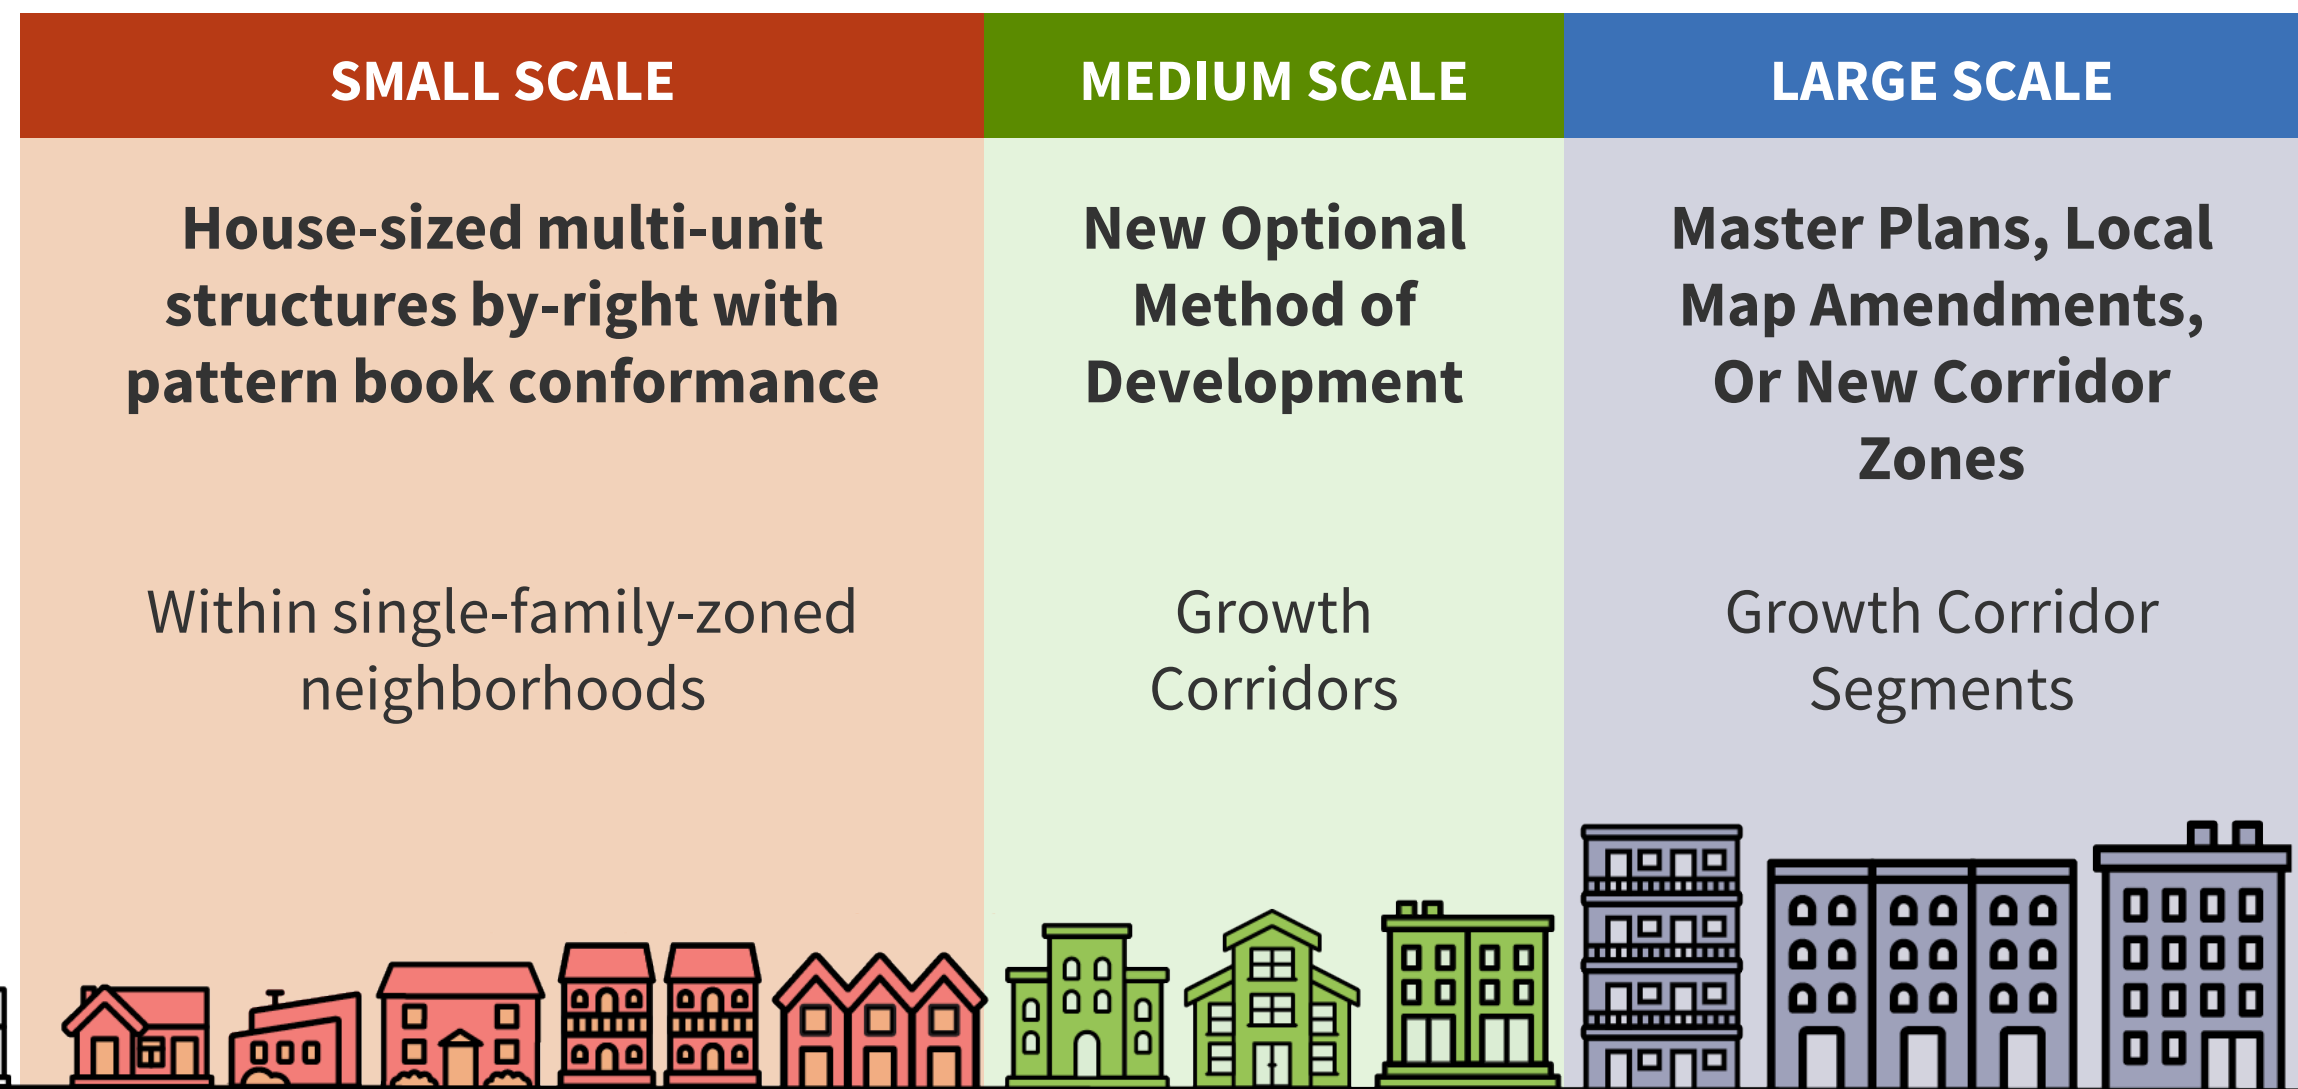 SMALL SCALE
House-sized multi-unit
structures by-right with
pattern book conformance
Within single-family-zoned
neighborhoods
MEDIUM SCALE
New Optional
Method of
Development
Growth
Corridors
LARGE SCALE
Master Plans, Local
Map Amendments,
Or New Corridor
Zones
Growth Corridor
Segments